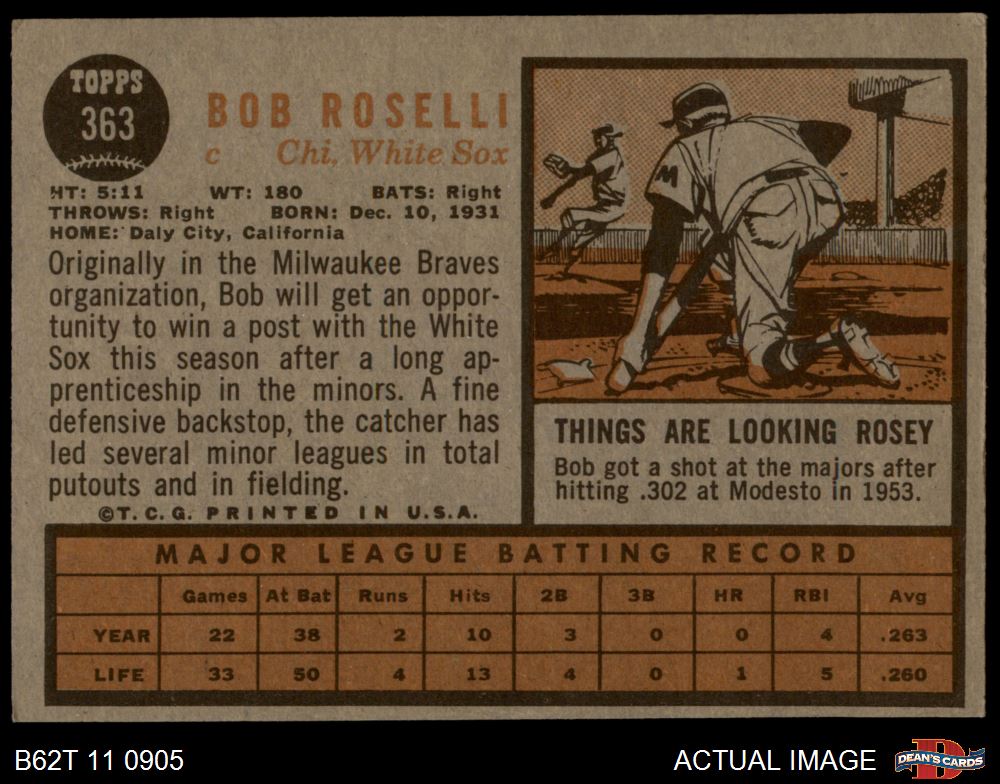 TOPPS
363
BOB ROSELLI
c Chi. White Sox
HT: 5:11 WT: 180 BATS: Right
THROWS: Right BORN: Dec. 10, 1931
HOME: Daly City, California
Originally in the Milwaukee Braves
organization, Bob will get an oppor-
tunity to win a post with the White
Sox this season after a long ap-
prenticeship in the minors. A fine
defensive backstop, the catcher has
led several minor leagues in total
putouts and in fielding.
©T. C. G. PRINTED IN U.S.A.
M
THINGS ARE LOOKING ROSEY
Bob got a shot at the majors after
hitting .302 at Modesto in 1953.
MAJOR LEAGUE BATTING RECORD
Games At Bat Runs Hits 2B 3B HR RBI Avg
YEAR 22 38 2 10 3 0 0 4 .263
LIFE 33 50 4 13 4 0 1 5 .260
B62T 11 0905 ACTUAL IMAGE
D
DEAN'S CARDS